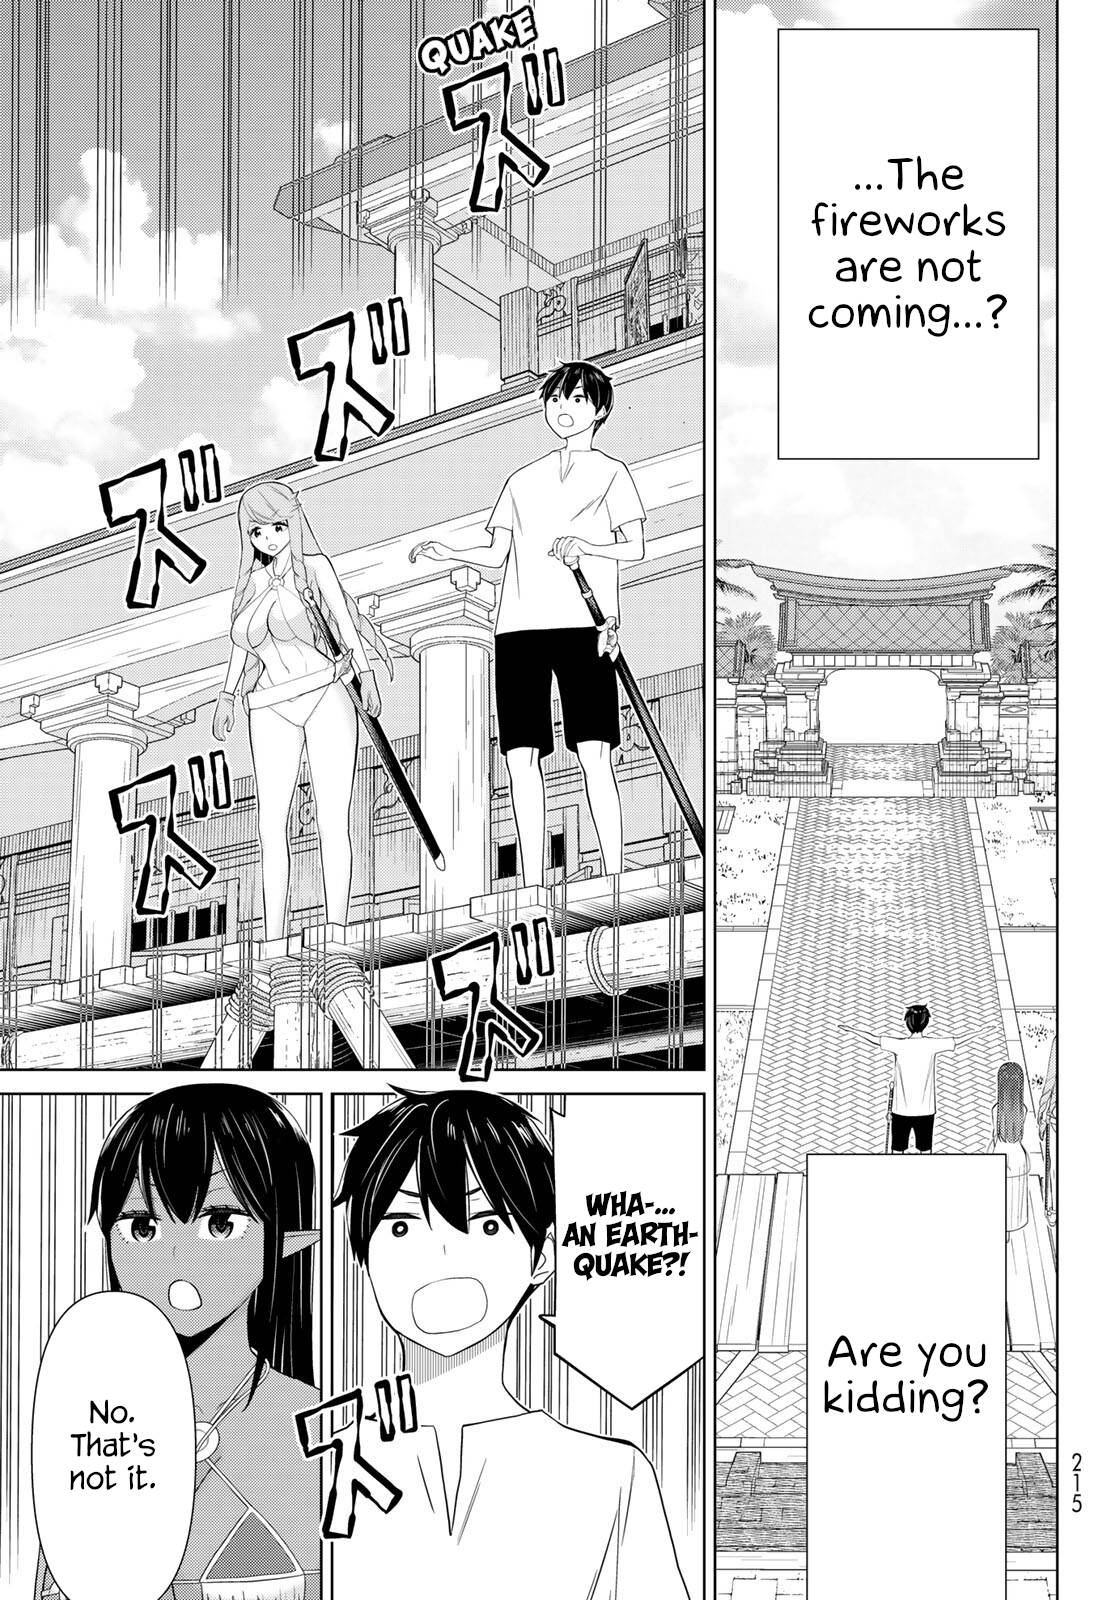 ...The
fireworks
are not
coming...?
Are you
kidding?
QUAKE
ズ"
ズ"
ズ"
ズ"
ズ"
WHA-...
AN EARTH-
QUAKE?!
ズ"
No.
That's
not it.
215